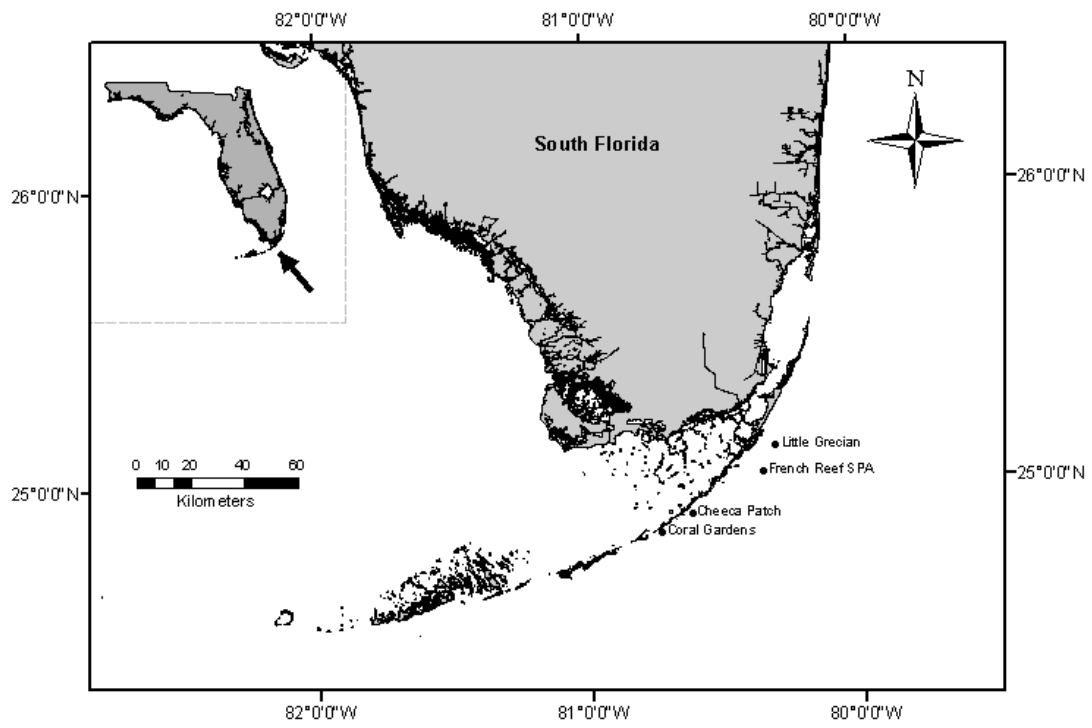 82°0'0"W 81°0'0"W 80°0'0"W
N
South Florida
26°0'0"N 26°0'0"N
Little Grecian
French Reef SPA
25°0'0"N 25°0'0"N
0 10 20 40 60
Kilometers
Cheeca Patch
Coral Gardens
82°0'0"W 81°0'0"W 80°0'0"W